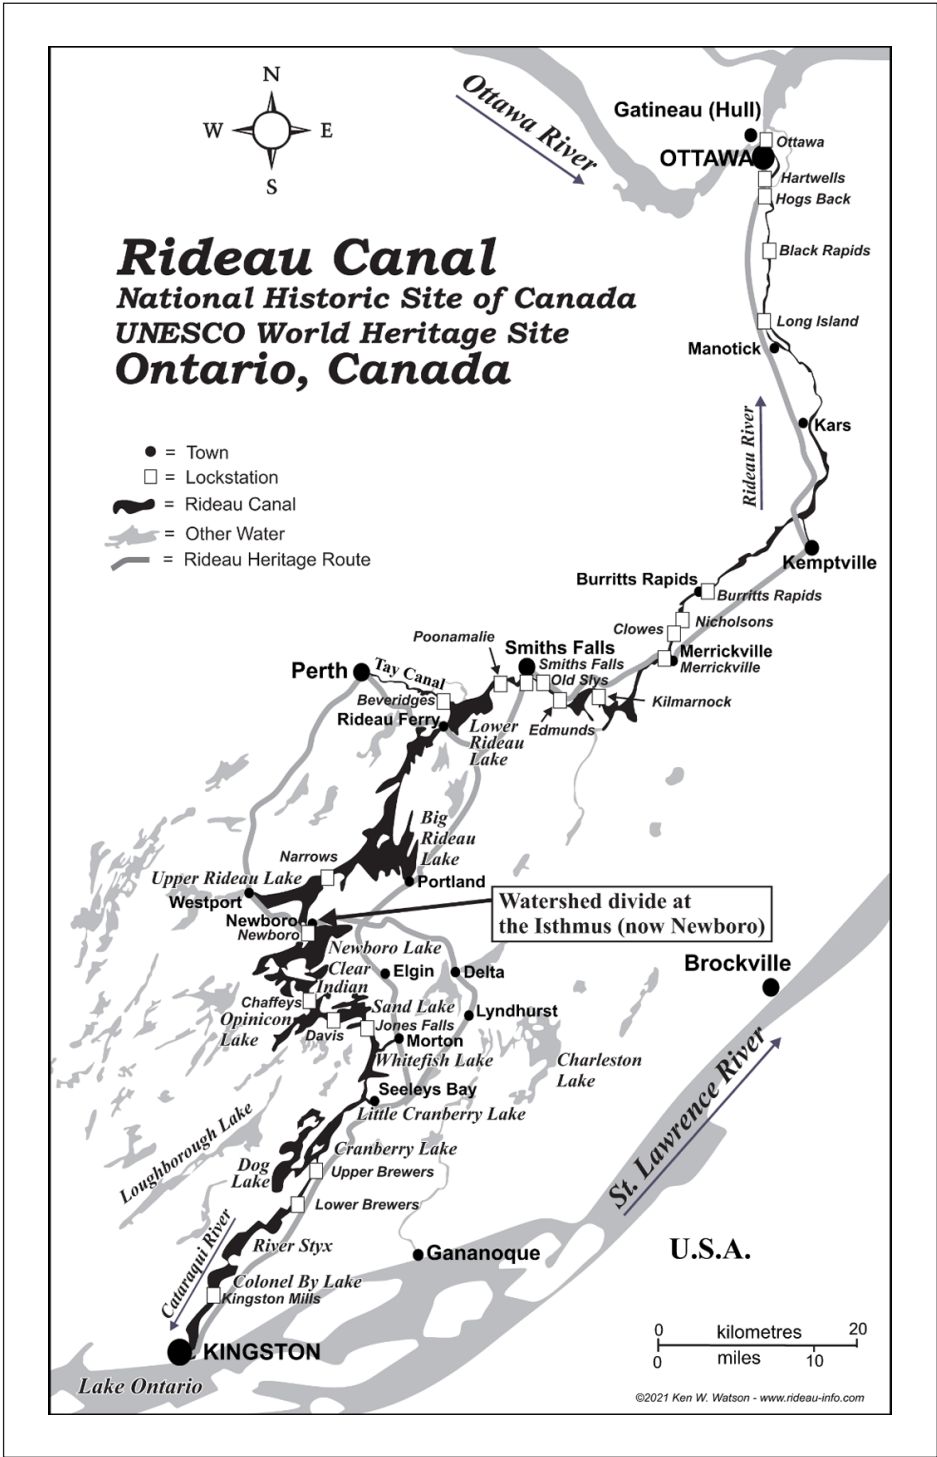 N
W
E
S
Ottawa River
Gatineau (Hull)
Ottawa
OTTAWA
Hartwells
Hogs Back
Black Rapids
Long Island
Manotick
Rideau Canal
National Historic Site of Canada
UNESCO World Heritage Site
Ontario, Canada
Kars
Rideau River
= Town
= Lockstation
= Rideau Canal
= Other Water
= Rideau Heritage Route
Kemptville
Burritts Rapids
Burritts Rapids
Nicholsons
Clowes
Merrickville
Merrickville
Poonamalie
Smiths Falls
Smiths Falls
Old Slys
Perth
Tay Canal
Beveridges
Kilmarnock
Edmunds
Rideau Ferry
Lower
Rideau
Lake
Big
Rideau
Lake
Narrows
Upper Rideau Lake
Portland
Westport
Watershed divide at
the Isthmus (now Newboro)
Newboro
Newboro
Newboro Lake
Clear
Indian
Elgin
Delta
Brockville
Chaffeys
Opinicon
Lake
Sand Lake
Lyndhurst
Davis
Jones Falls
Morton
Whitefish Lake
Charleston
Lake
Seeleys Bay
Little Cranberry Lake
Loughborough Lake
St. Lawrence River
Cranberry Lake
Dog
Lake
Upper Brewers
Lower Brewers
Cataraqui River
River Styx
Gananoque
U.S.A.
Colonel By Lake
Kingston Mills
KINGSTON
Lake Ontario
0 kilometres 20
0 miles 10
©2021 Ken W. Watson - www.rideau-info.com